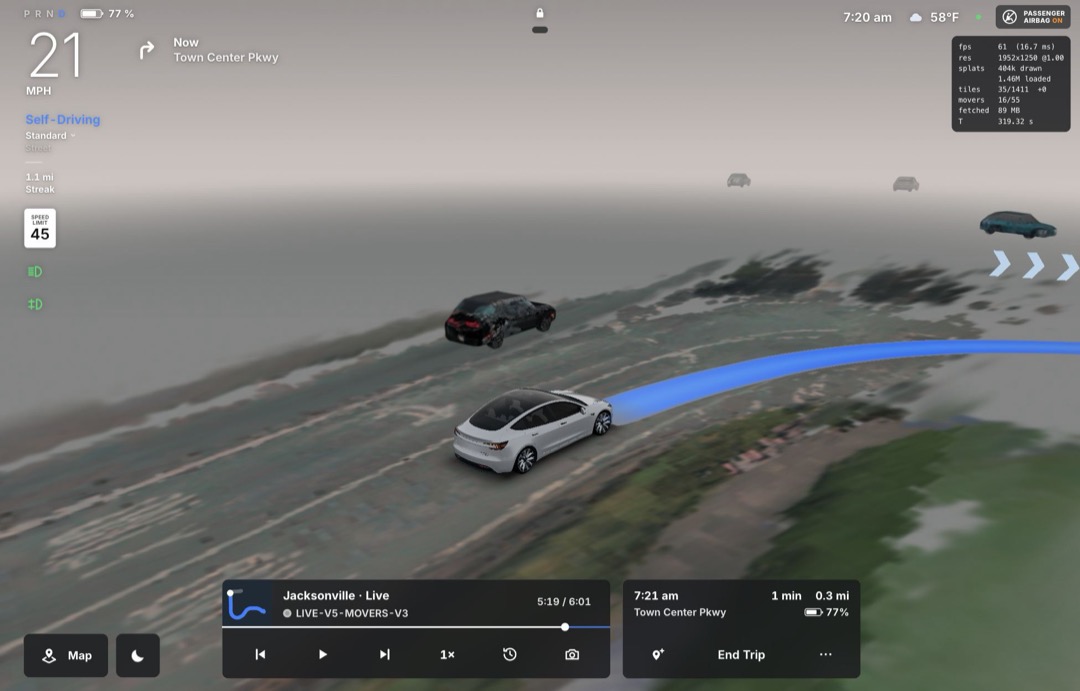 P R N D 77 %
21
MPH
Now
Town Center Pkwy
7:20 am 58°F
PASSENGER
AIRBAG ON
fps 61 (16.7 ms)
res 1952x1250 @1.00
splats 404k drawn
1.46M loaded
tiles 35/1411 +0
movers 16/55
fetched 89 MB
T 319.32 s
Self-Driving
Standard
Street
1.1 mi
Streak
SPEED
LIMIT
45
Jacksonville · Live
LIVE-V5-MOVERS-V3
5:19 / 6:01
1×
7:21 am 1 min 0.3 mi
Town Center Pkwy 77%
End Trip
Map